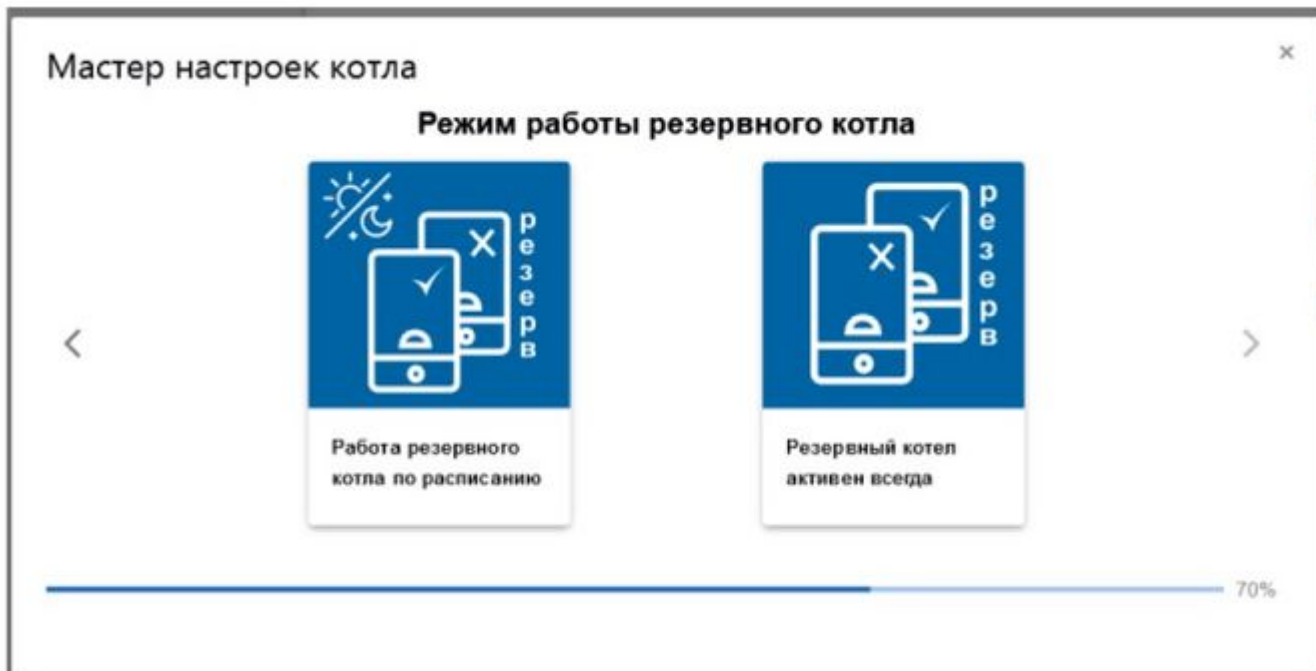 Мастер настроек котла
×
Режим работы резервного котла
резерв
резерв
Работа резервного
котла по расписанию
Резервный котел
активен всегда
70%